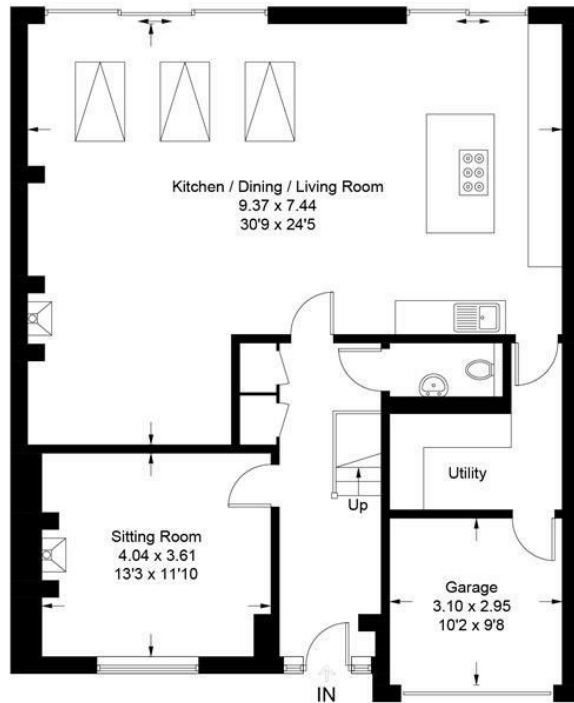 Kitchen / Dining / Living Room
9.37 x 7.44
30'9 x 24'5
Utility
Up
Sitting Room
4.04 x 3.61
13'3 x 11'10
Garage
3.10 x 2.95
10'2 x 9'8
IN